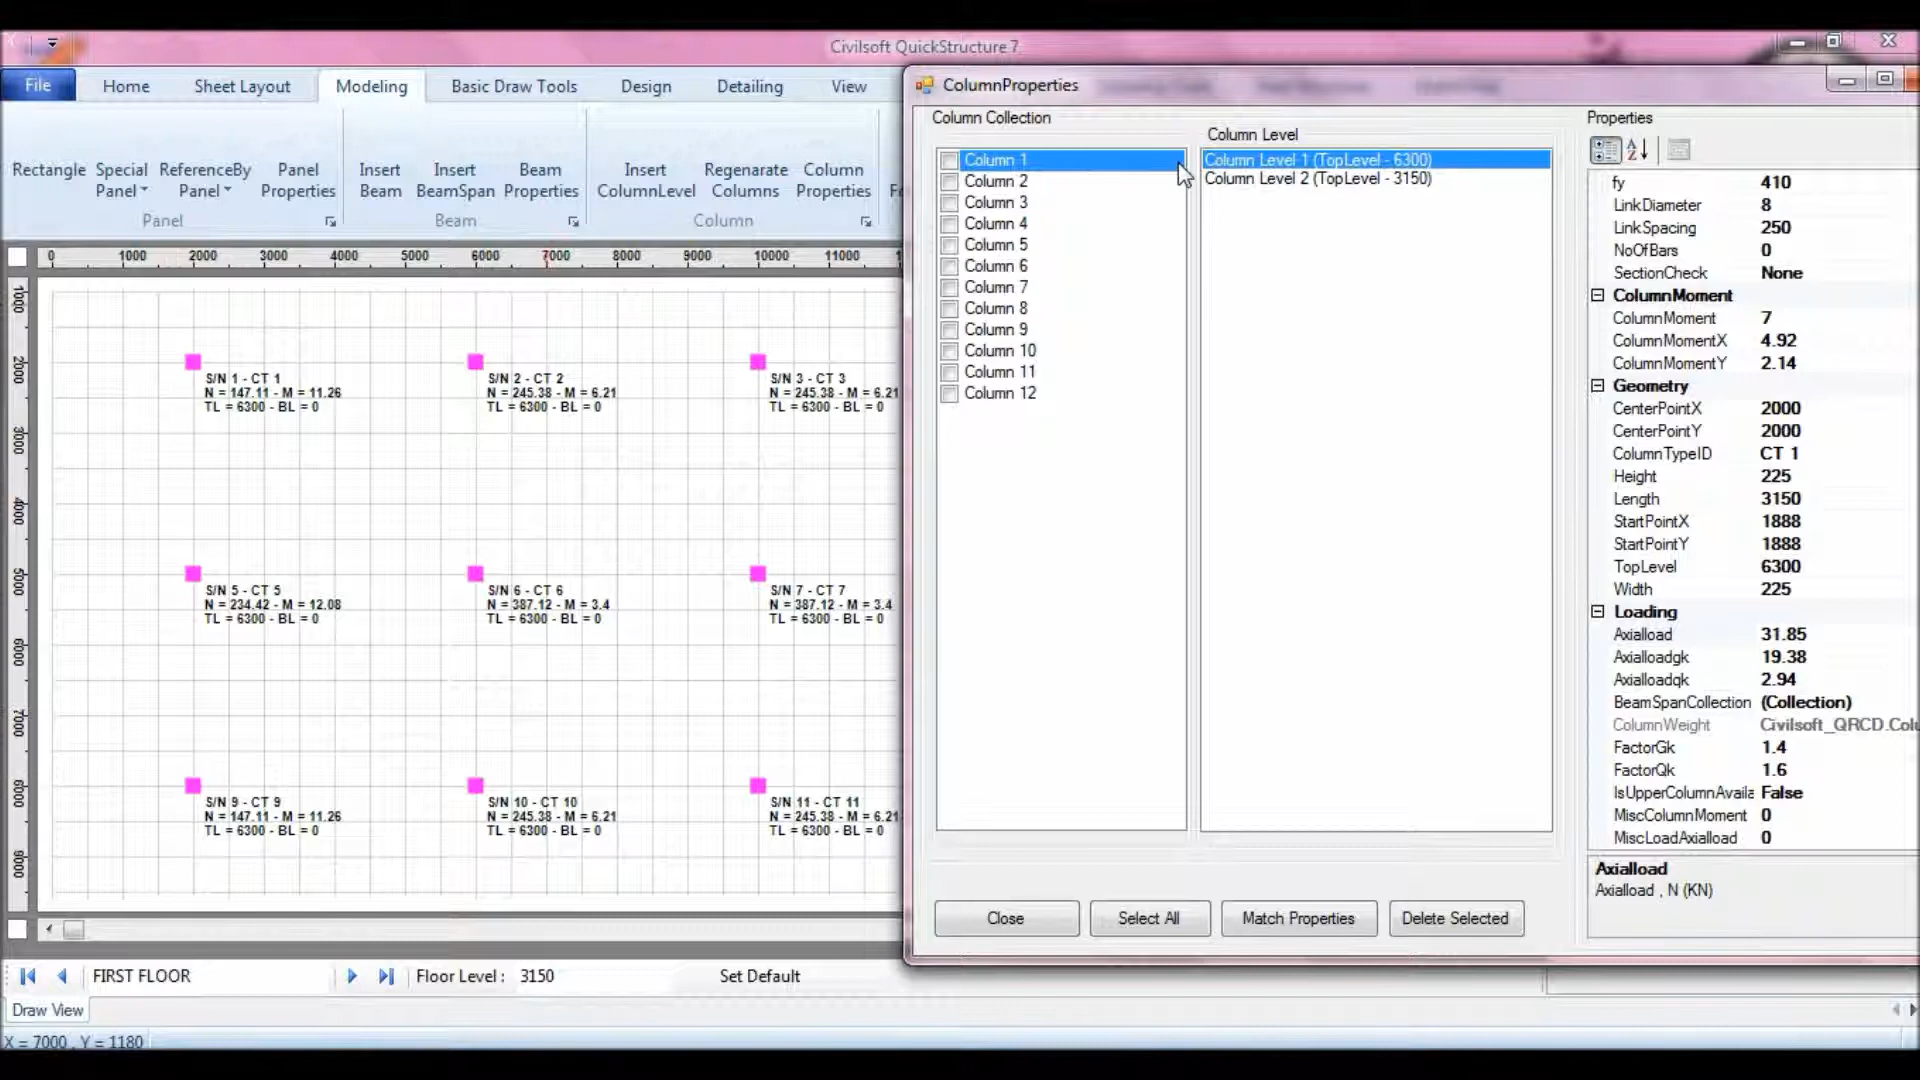 Civilsoft QuickStructure 7
File Home Sheet Layout Modeling Basic Draw Tools Design Detailing View
Rectangle Special Panel ReferenceBy Panel Panel Properties
Panel
Insert Beam Insert BeamSpan Beam Properties
Beam
Insert ColumnLevel Regenarate Columns Column Properties
Column
0 1000 2000 3000 4000 5000 6000 7000 8000 9000 10000 11000
1000
2000
3000
4000
5000
6000
7000
8000
9000
S/N 1 - CT 1
N = 147.11 - M = 11.26
TL = 6300 - BL = 0
S/N 2 - CT 2
N = 245.38 - M = 6.21
TL = 6300 - BL = 0
S/N 3 - CT 3
N = 245.38 - M = 6.21
TL = 6300 - BL = 0
S/N 5 - CT 5
N = 234.42 - M = 12.08
TL = 6300 - BL = 0
S/N 6 - CT 6
N = 387.12 - M = 3.4
TL = 6300 - BL = 0
S/N 7 - CT 7
N = 387.12 - M = 3.4
TL = 6300 - BL = 0
S/N 9 - CT 9
N = 147.11 - M = 11.26
TL = 6300 - BL = 0
S/N 10 - CT 10
N = 245.38 - M = 6.21
TL = 6300 - BL = 0
S/N 11 - CT 11
N = 245.38 - M = 6.21
TL = 6300 - BL = 0
FIRST FLOOR Floor Level : 3150 Set Default
Draw View
X = 7000 , Y = 1180
ColumnProperties
Column Collection
Column 1
Column 2
Column 3
Column 4
Column 5
Column 6
Column 7
Column 8
Column 9
Column 10
Column 11
Column 12
Column Level
Column Level 1 (TopLevel - 6300)
Column Level 2 (TopLevel - 3150)
Close Select All Match Properties Delete Selected
Properties
fy 410
LinkDiameter 8
LinkSpacing 250
NoOfBars 0
SectionCheck None
ColumnMoment
ColumnMoment 7
ColumnMomentX 4.92
ColumnMomentY 2.14
Geometry
CenterPointX 2000
CenterPointY 2000
ColumnTypeID CT 1
Height 225
Length 3150
StartPointX 1888
StartPointY 1888
TopLevel 6300
Width 225
Loading
Axialload 31.85
Axialloadgk 19.38
Axialloadqk 2.94
BeamSpanCollection (Collection)
ColumnWeight Civilsoft_QRCD.Colu
FactorGk 1.4
FactorQk 1.6
IsUpperColumnAvaila False
MiscColumnMoment 0
MiscLoadAxialload 0
Axialload
Axialload , N (KN)